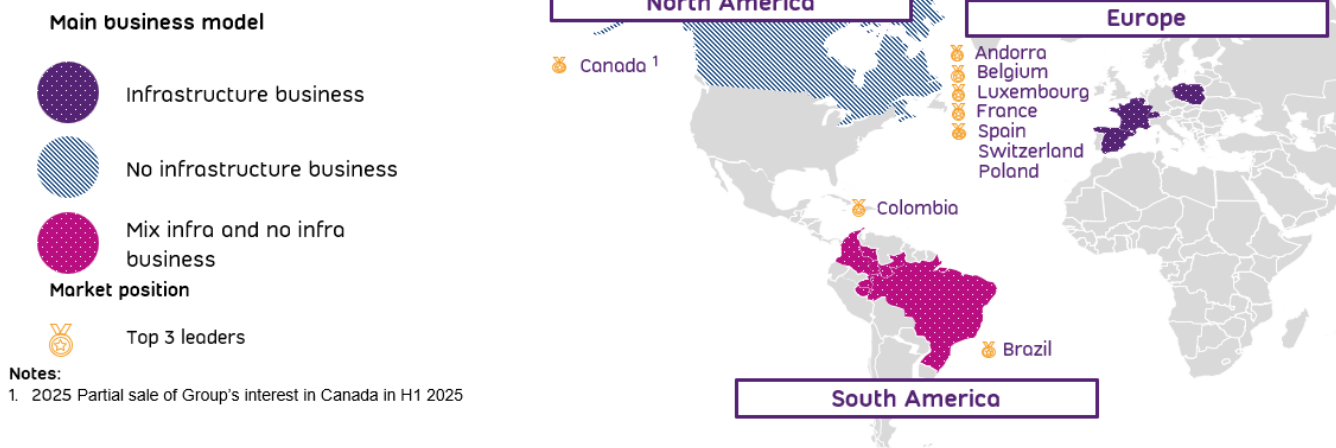 Main business model
Infrastructure business
No infrastructure business
Mix infra and no infra
business
Market position
Top 3 leaders
Notes:
1. 2025 Partial sale of Group's interest in Canada in H1 2025
North America
Canada 1
Europe
Andorra
Belgium
Luxembourg
France
Spain
Switzerland
Poland
Colombia
Brazil
South America